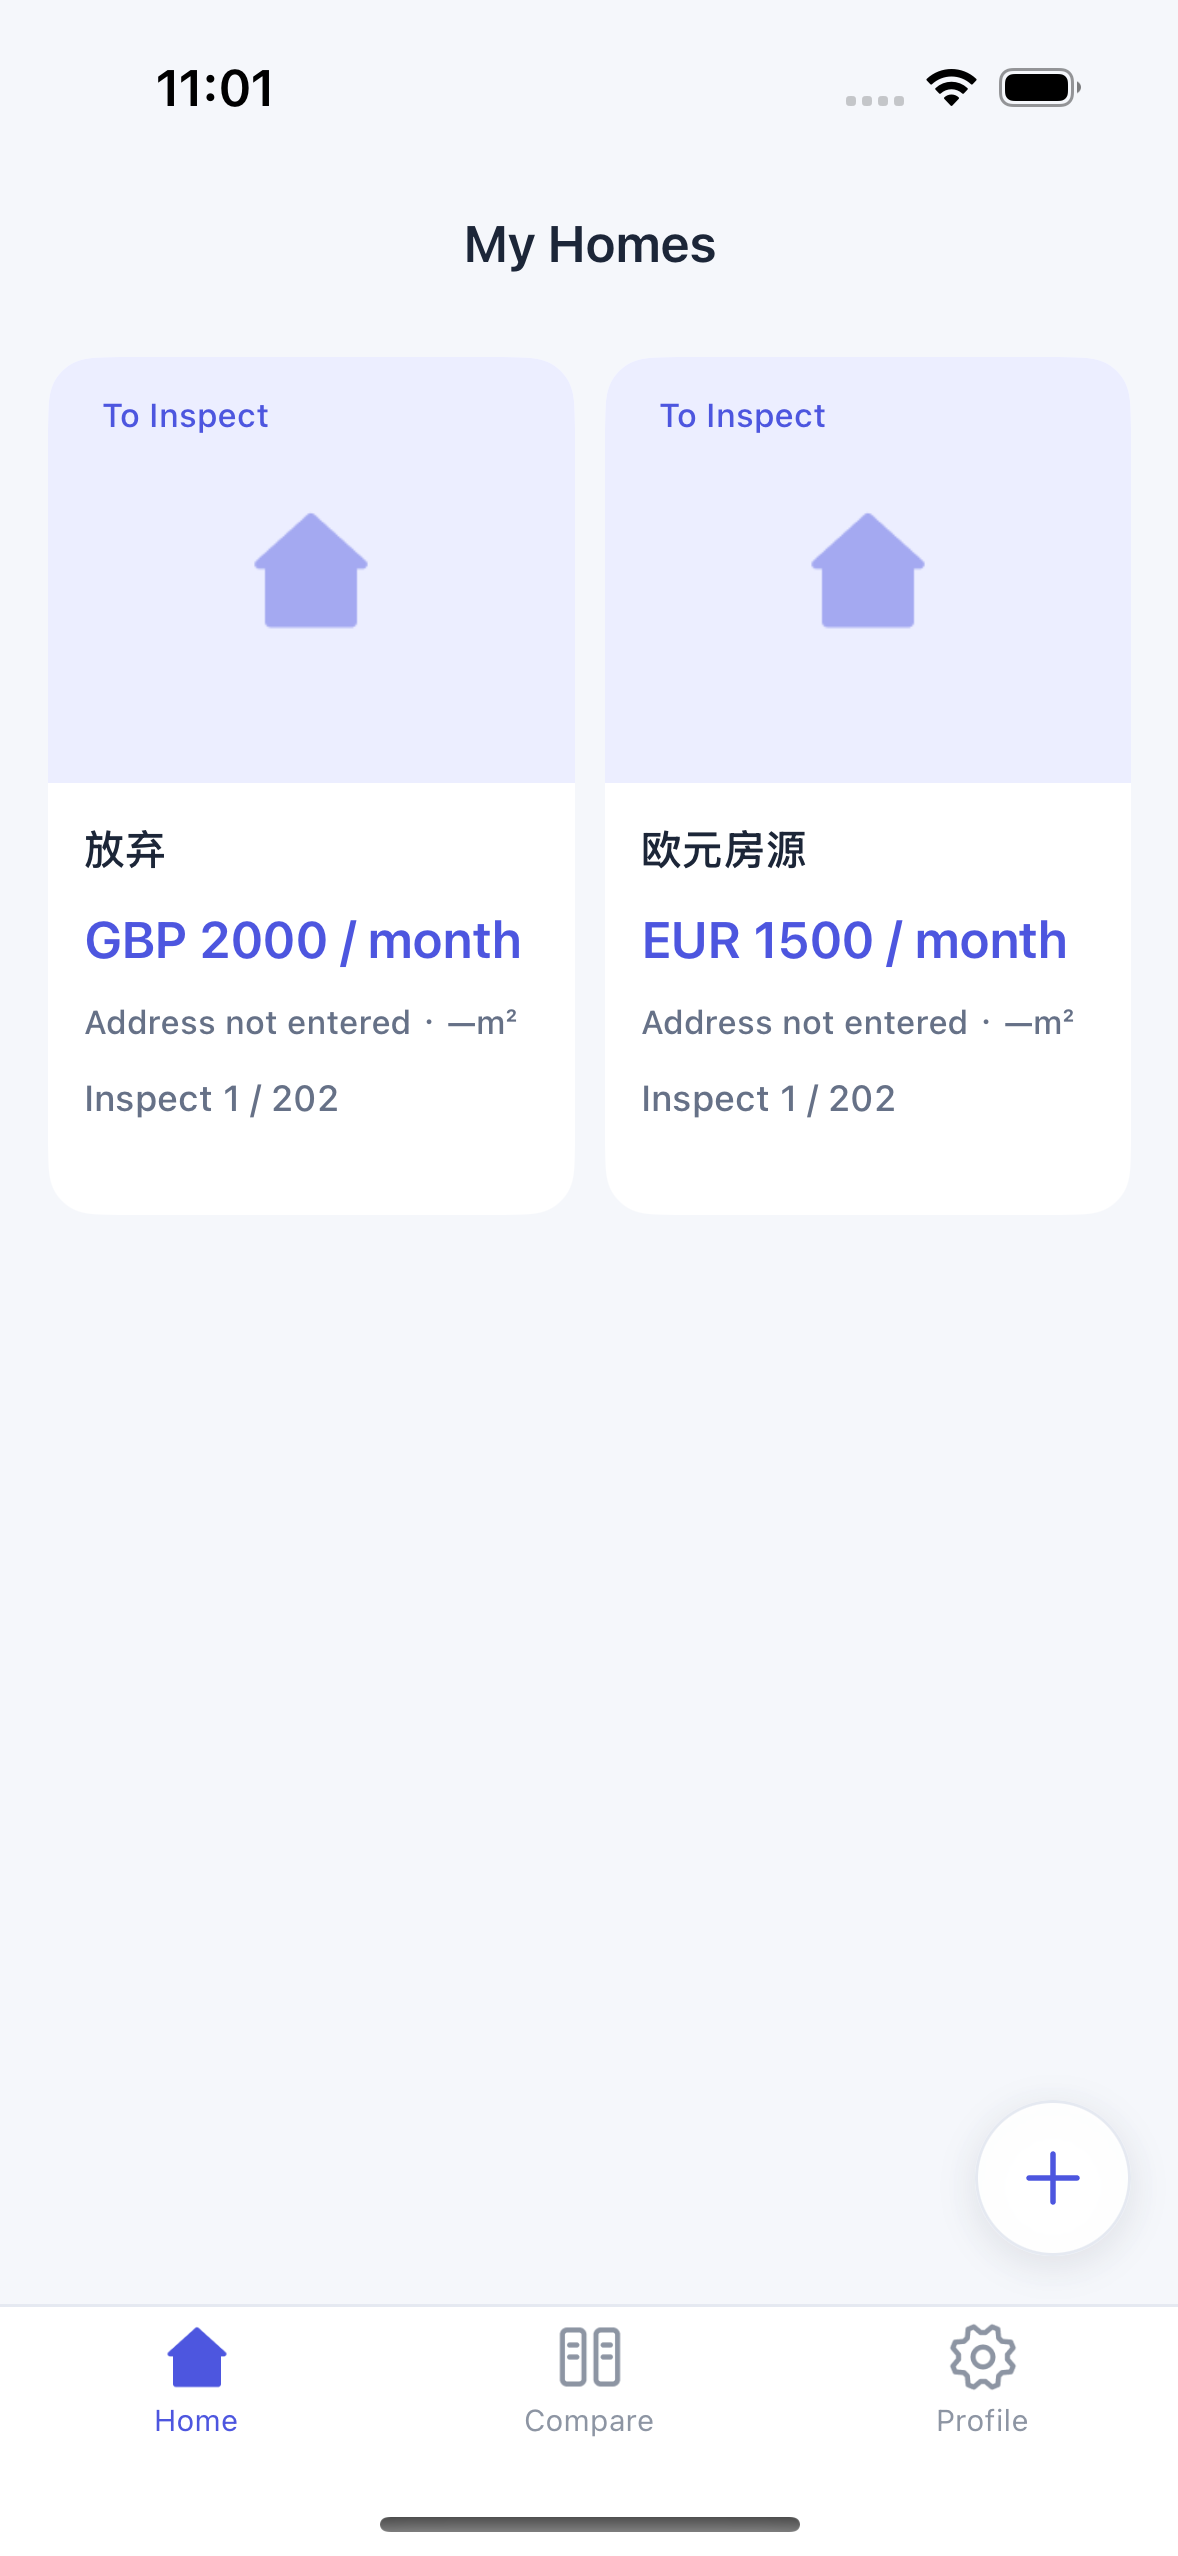 11:01
My Homes
To Inspect
To Inspect
放弃
GBP 2000 / month
Address not entered · —m²
Inspect 1 / 202
欧元房源
EUR 1500 / month
Address not entered · —m²
Inspect 1 / 202
Home
Compare
Profile